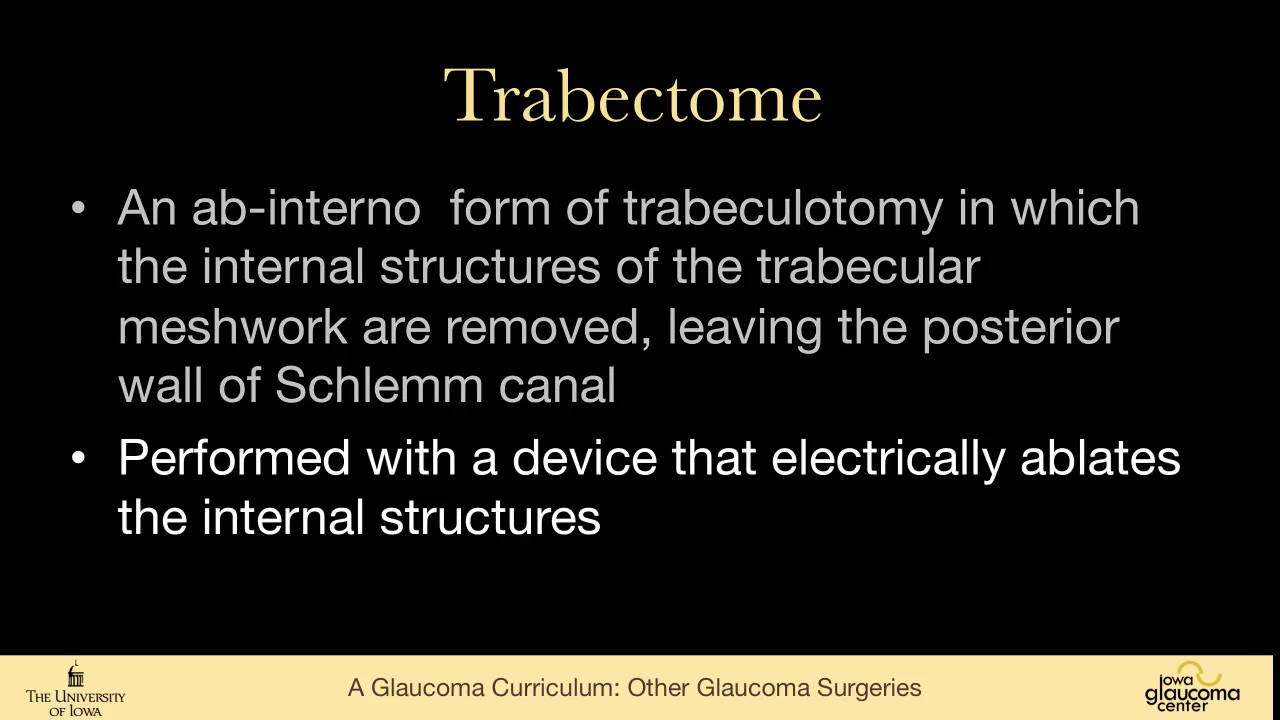 Trabectome
• An ab-interno  form of trabeculotomy in which
the internal structures of the trabecular
meshwork are removed, leaving the posterior
wall of Schlemm canal
• Performed with a device that electrically ablates
the internal structures
THE UNIVERSITY
OF IOWA
A Glaucoma Curriculum: Other Glaucoma Surgeries
iowa
glaucoma
center